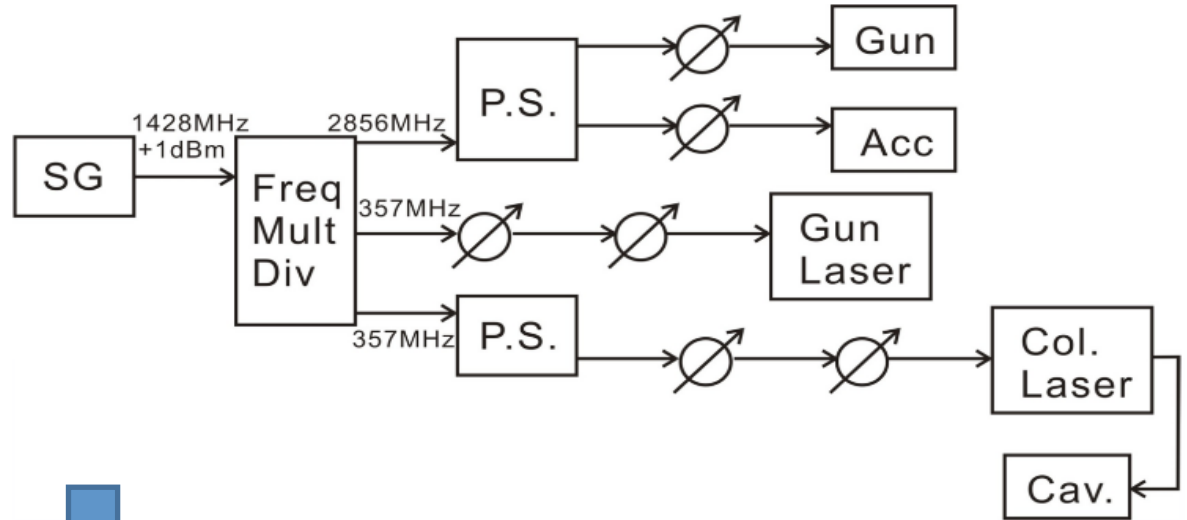 SG
1428MHz
+1dBm
Freq
Mult
Div
2856MHz
P.S.
Gun
Acc
357MHz
Gun
Laser
357MHz
P.S.
Col.
Laser
Cav.